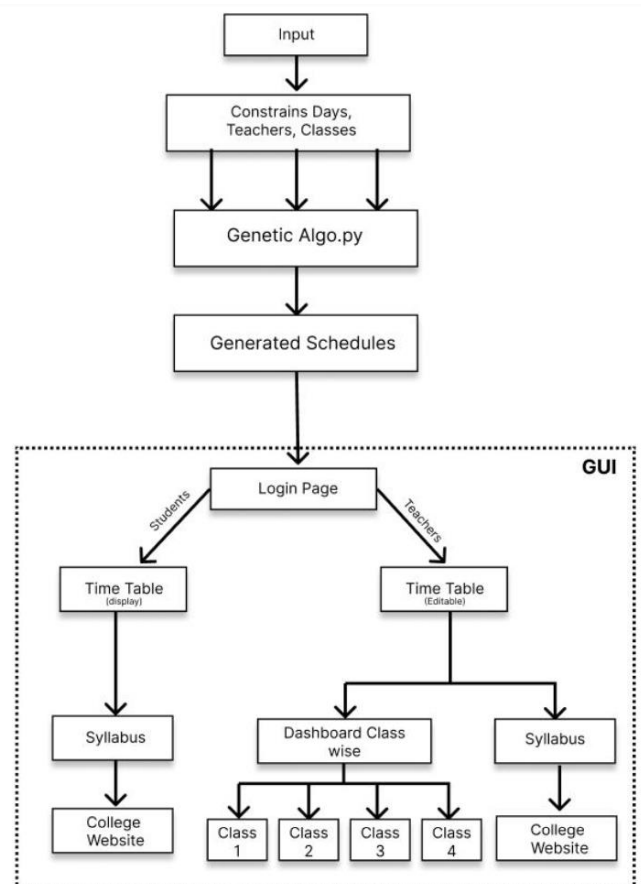 Input
Constrains Days,
Teachers, Classes
Genetic Algo.py
Generated Schedules
GUI
Login Page
Students
Teachers
Time Table
(display)
Time Table
(Editable)
Syllabus
Dashboard Class
wise
Syllabus
College
Website
Class
1
Class
2
Class
3
Class
4
College
Website